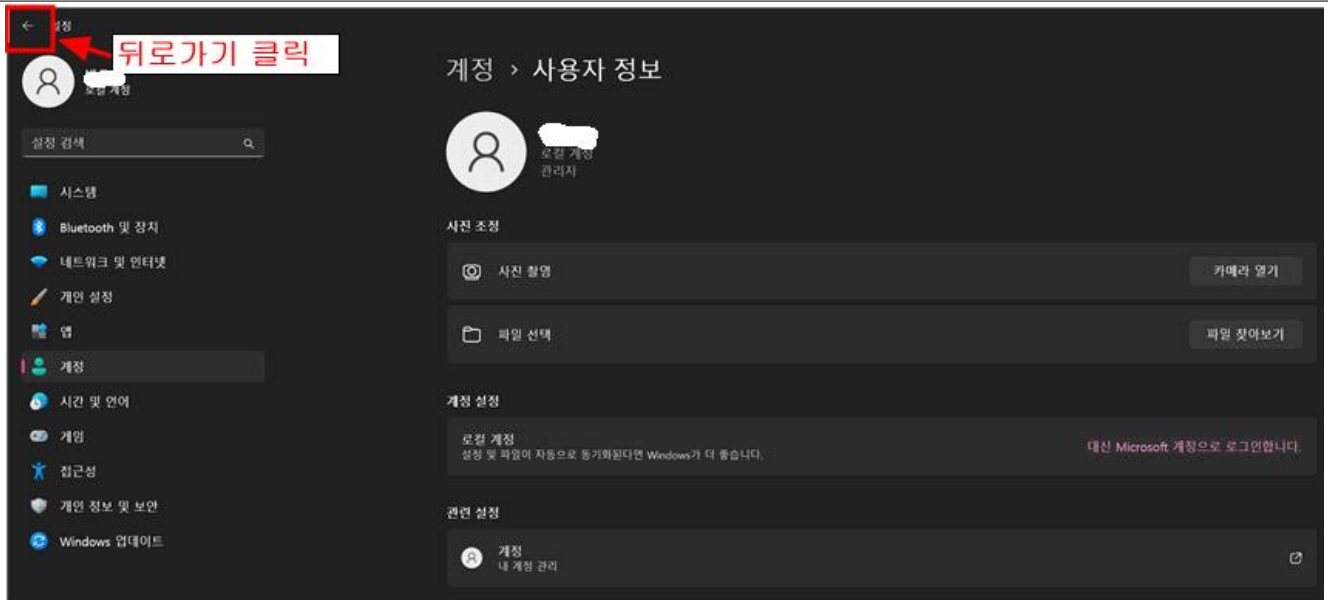 뒤로가기 클릭
로컬 계정
계정 > 사용자 정보
로컬 계정
관리자
설정 검색
시스템
Bluetooth 및 장치
네트워크 및 인터넷
개인 설정
앱
계정
시간 및 언어
게임
접근성
개인 정보 및 보안
Windows 업데이트
사진 조정
사진 촬영
카메라 열기
파일 선택
파일 찾아보기
계정 설정
로컬 계정
설정 및 파일이 자동으로 동기화된다면 Windows가 더 좋습니다.
대신 Microsoft 계정으로 로그인합니다.
관련 설정
계정
내 계정 관리